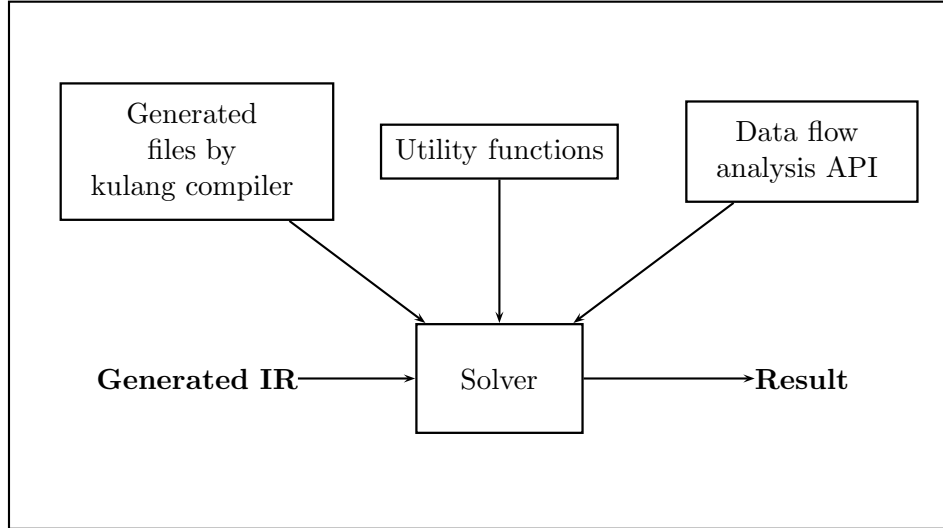 Generated
files by
kulang compiler
Utility functions
Data flow
analysis API
Generated IR
Solver
Result